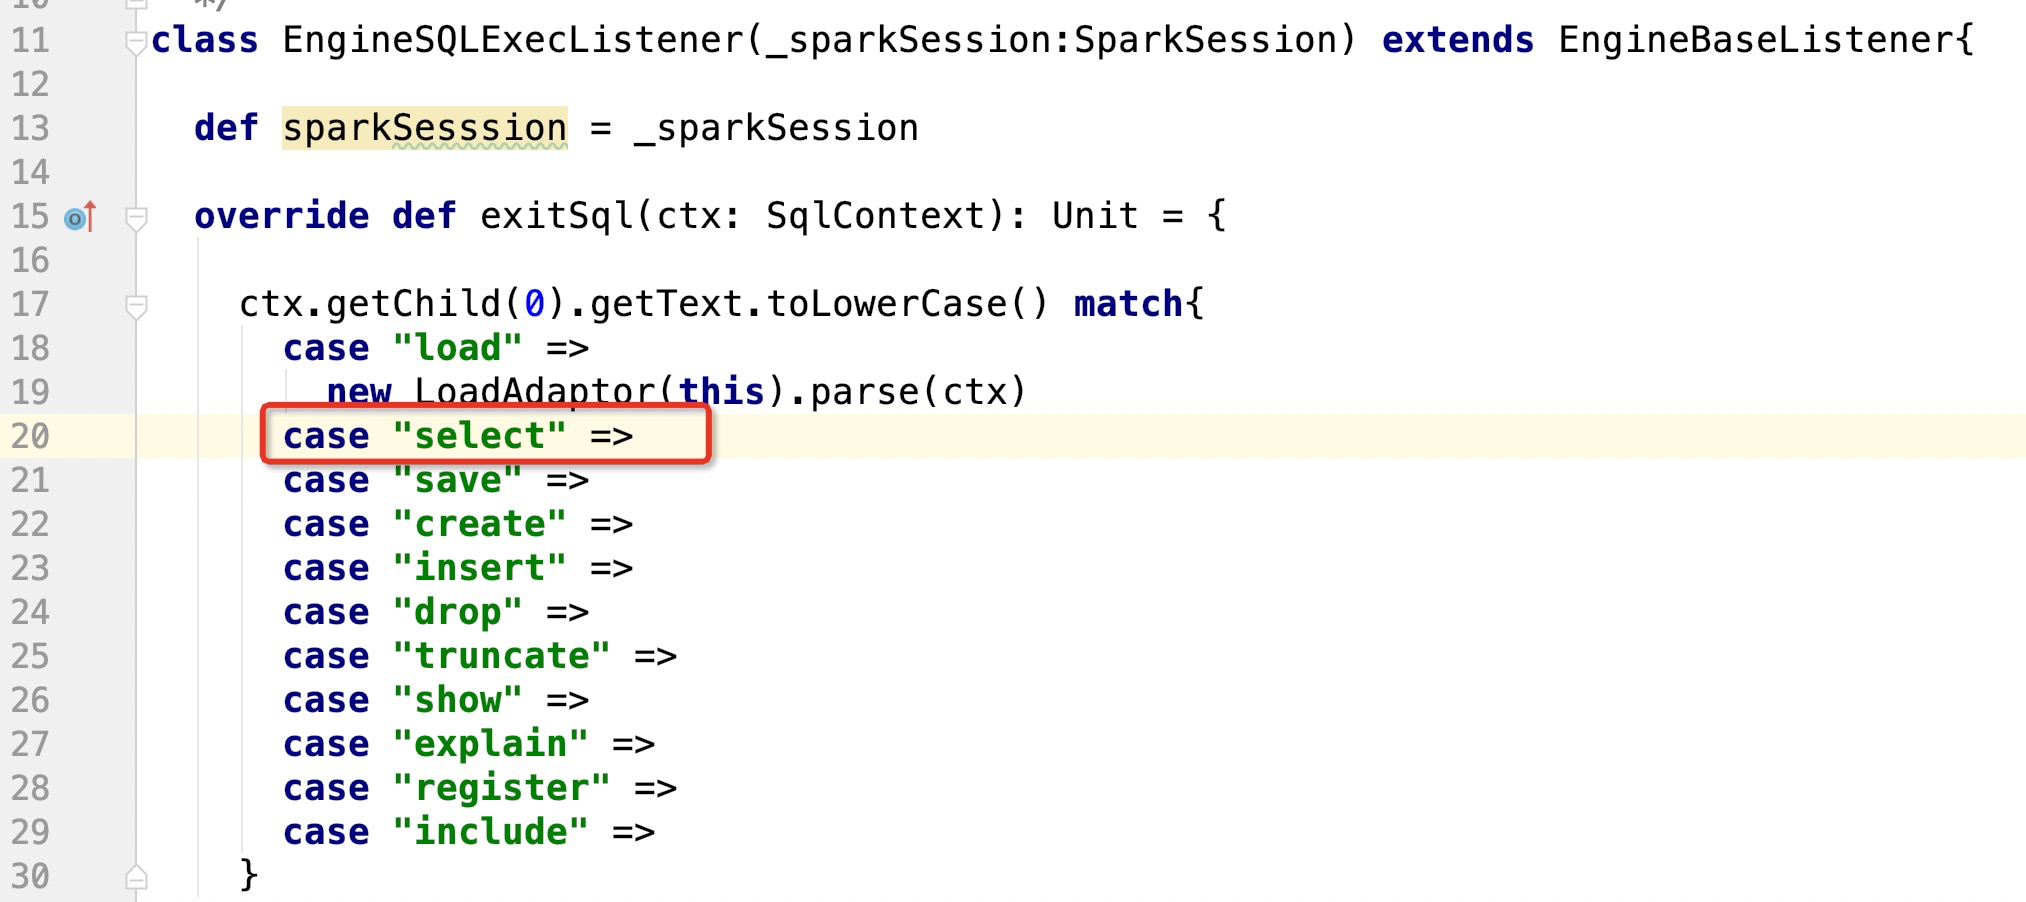 10 */
11 class EngineSQLExecListener(_sparkSession:SparkSession) extends EngineBaseListener{
12
13 def sparkSesssion = _sparkSession
14
15 override def exitSql(ctx: SqlContext): Unit = {
16
17 ctx.getChild(0).getText.toLowerCase() match{
18 case "load" =>
19 new LoadAdaptor(this).parse(ctx)
20 case "select" =>
21 case "save" =>
22 case "create" =>
23 case "insert" =>
24 case "drop" =>
25 case "truncate" =>
26 case "show" =>
27 case "explain" =>
28 case "register" =>
29 case "include" =>
30 }